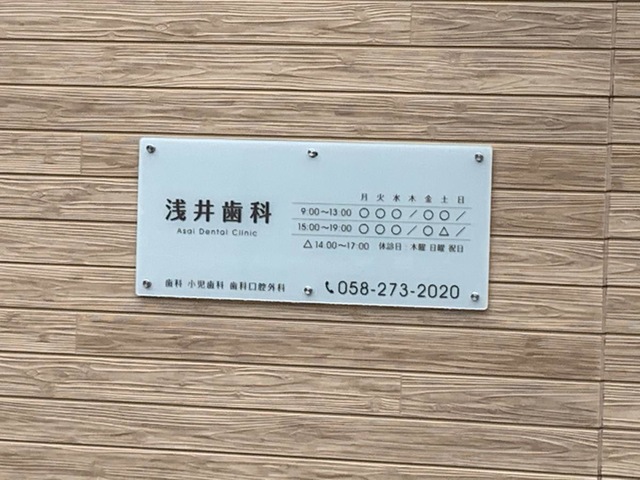 浅井歯科
Asai Dental Clinic
月 火 水 木 金 土 日
9:00〜13:00 ○ ○ ○ ／ ○ ○ ／
15:00〜19:00 ○ ○ ○ ／ ○ △ ／
△14:00〜17:00 休診日 木曜 日曜 祝日
歯科 小児歯科 歯科口腔外科
058-273-2020